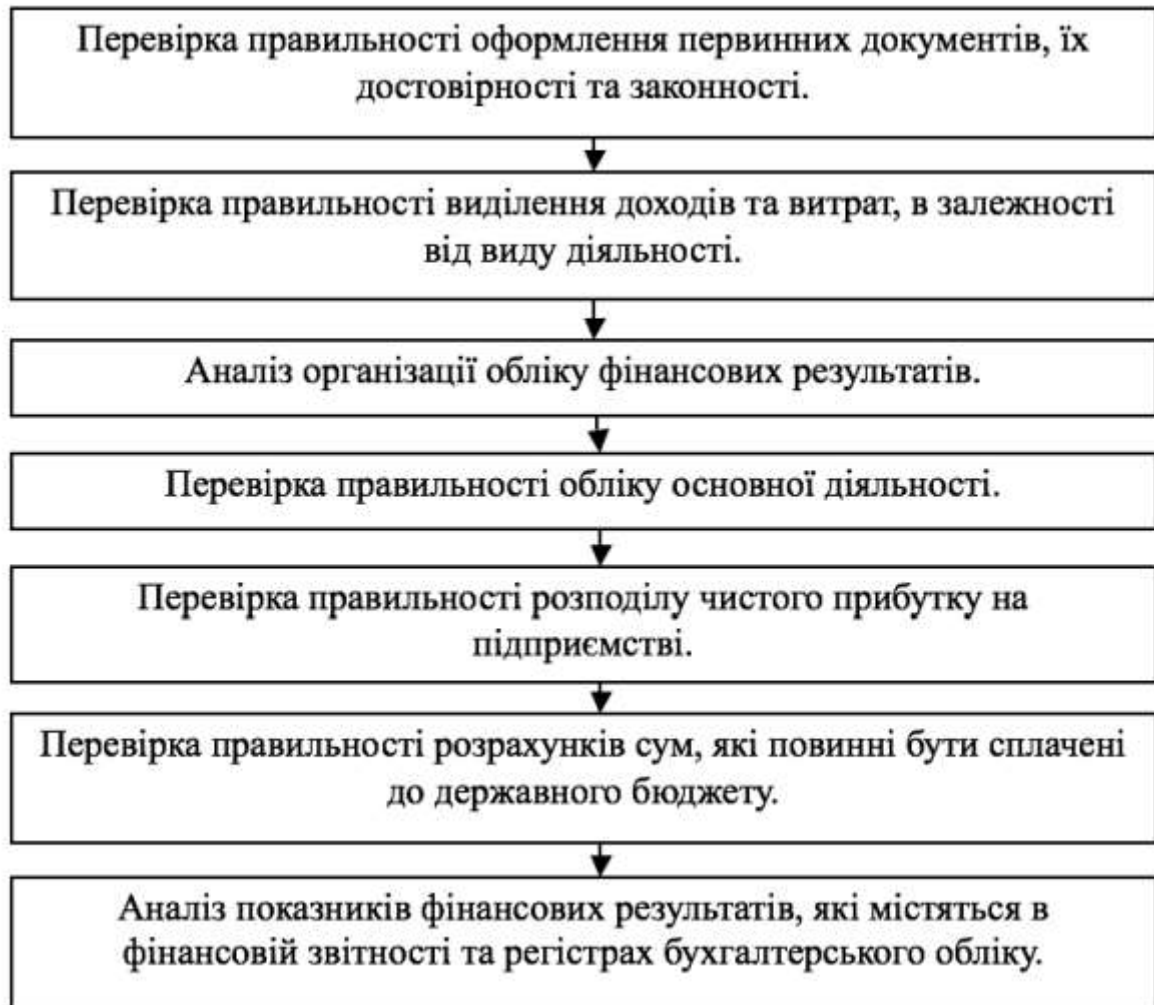 Перевірка правильності оформлення первинних документів, їх
достовірності та законності.
Перевірка правильності виділення доходів та витрат, в залежності
від виду діяльності.
Аналіз організації обліку фінансових результатів.
Перевірка правильності обліку основної діяльності.
Перевірка правильності розподілу чистого прибутку на
підприємстві.
Перевірка правильності розрахунків сум, які повинні бути сплачені
до державного бюджету.
Аналіз показників фінансових результатів, які містяться в
фінансовій звітності та регістрах бухгалтерського обліку.